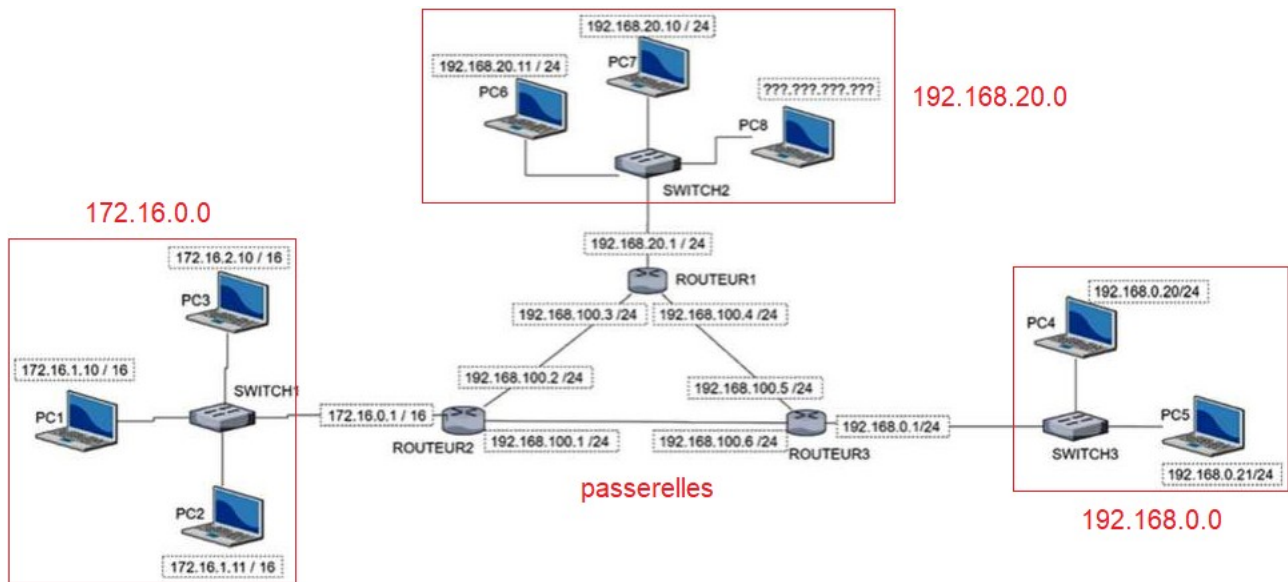 192.168.20.10 / 24
PC7
192.168.20.11 / 24
PC6
???.???.???.???
PC8
192.168.20.0
SWITCH2
172.16.0.0
192.168.20.1 / 24
ROUTEUR1
172.16.2.10 / 16
PC3
192.168.100.3 /24
192.168.100.4 /24
192.168.0.20/24
PC4
172.16.1.10 / 16
PC1
SWITCH1
192.168.100.2 /24
192.168.100.5 /24
172.16.0.1 / 16
ROUTEUR2
192.168.100.1 /24
192.168.100.6 /24
ROUTEUR3
192.168.0.1/24
PC5
SWITCH3
192.168.0.21/24
passerelles
PC2
172.16.1.11 / 16
192.168.0.0